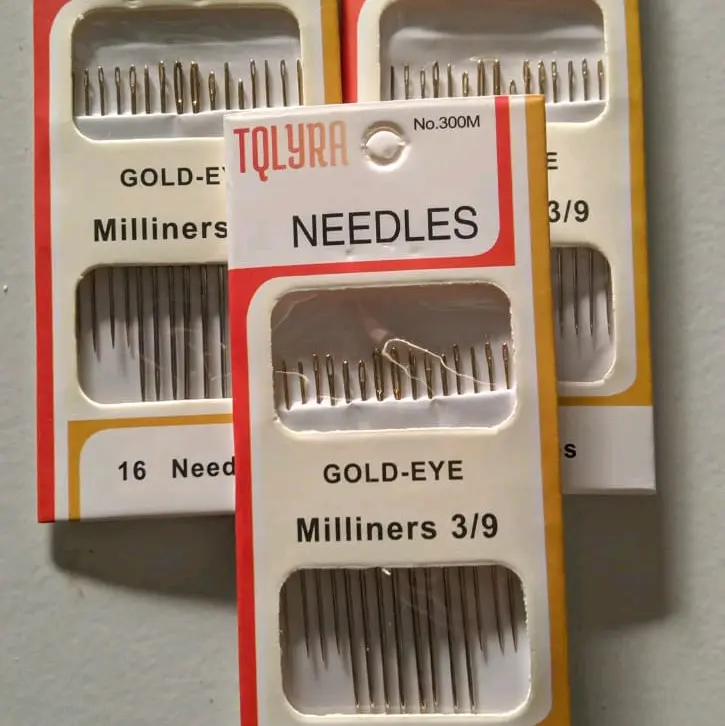 GOLD-EY
Milliners
16 Need
TQLYRA
No.300M
NEEDLES
GOLD-EYE
Milliners 3/9
E
3/9
s